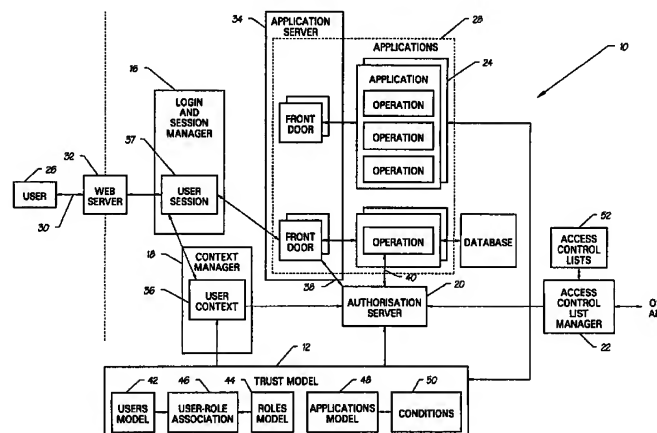 34
APPLICATION
SERVER
28
APPLICATIONS
10
16
LOGIN
AND
SESSION
MANAGER
24
APPLICATION
OPERATION
OPERATION
OPERATION
FRONT
DOOR
37
32
26
USER
WEB
SERVER
USER
SESSION
30
FRONT
DOOR
OPERATION
DATABASE
52
ACCESS
CONTROL
LISTS
18
CONTEXT
MANAGER
36
USER
CONTEXT
38
40
20
AUTHORISATION
SERVER
ACCESS
CONTROL
LIST
MANAGER
22
12
TRUST MODEL
42
46
44
48
50
USERS
MODEL
USER-ROLE
ASSOCIATION
ROLES
MODEL
APPLICATIONS
MODEL
CONDITIONS